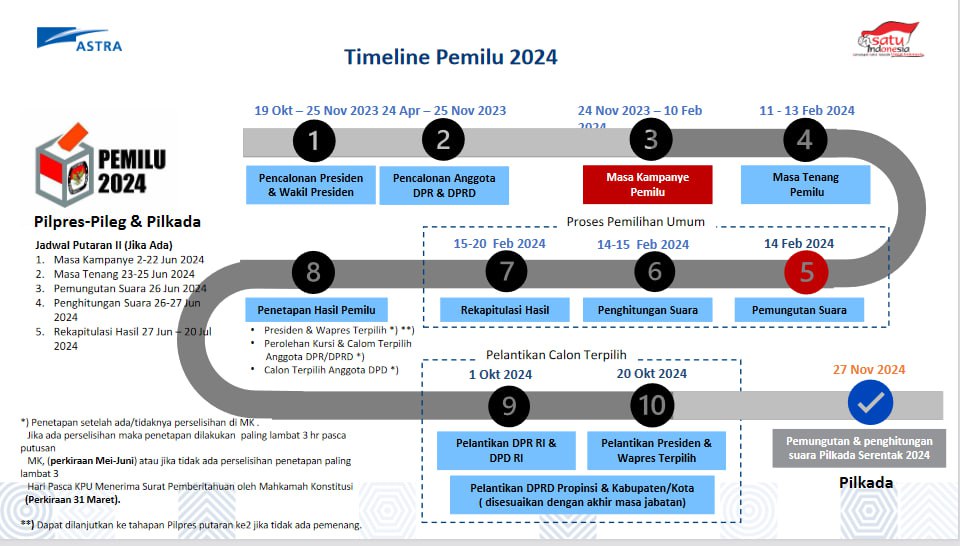 ASTRA
satu
indonesia
Timeline Pemilu 2024
19 Okt – 25 Nov 2023
24 Apr – 25 Nov 2023
24 Nov 2023 – 10 Feb
2024
11 - 13 Feb 2024
1
2
3
4
Pencalonan Presiden
& Wakil Presiden
Pencalonan Anggota
DPR & DPRD
Masa Kampanye
Pemilu
Masa Tenang
Pemilu
PEMILU
2024
Pilpres-Pileg & Pilkada
Jadwal Putaran II (Jika Ada)
1. Masa Kampanye 2-22 Jun 2024
2. Masa Tenang 23-25 Jun 2024
3. Pemungutan Suara 26 Jun 2024
4. Penghitungan Suara 26-27 Jun
2024
5. Rekapitulasi Hasil 27 Jun – 20 Jul
2024
Proses Pemilihan Umum
15-20 Feb 2024
14-15 Feb 2024
14 Feb 2024
8
7
6
5
Penetapan Hasil Pemilu
Rekapitulasi Hasil
Penghitungan Suara
Pemungutan Suara
• Presiden & Wapres Terpilih *) **)
• Perolehan Kursi & Calom Terpilih
Anggota DPR/DPRD *)
• Calon Terpilih Anggota DPD *)
Pelantikan Calon Terpilih
1 Okt 2024
20 Okt 2024
27 Nov 2024
9
10
Pelantikan DPR RI &
DPD RI
Pelantikan Presiden &
Wapres Terpilih
Pelantikan DPRD Propinsi & Kabupaten/Kota
( disesuaikan dengan akhir masa jabatan)
Pemungutan & penghitungan
suara Pilkada Serentak 2024
Pilkada
*) Penetapan setelah ada/tidaknya perselisihan di MK .
Jika ada perselisihan maka penetapan dilakukan paling lambat 3 hr pasca
putusan
MK, (perkiraan Mei-Juni) atau jika tidak ada perselisihan penetapan paling
lambat 3
Hari Pasca KPU Menerima Surat Pemberitahuan oleh Mahkamah Konstitusi
(Perkiraan 31 Maret).
**) Dapat dilanjutkan ke tahapan Pilpres putaran ke2 jika tidak ada pemenang.